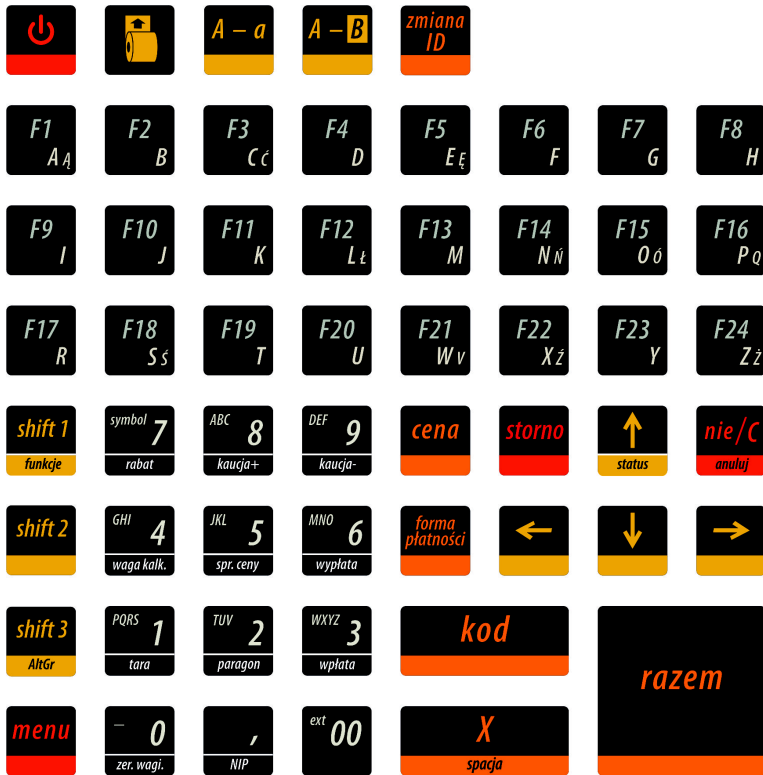 A – a A – B zmiana
ID
F1 F2 F3 F4 F5 F6 F7 F8
A Ą B C Ć D E Ę F G H
F9 F10 F11 F12 F13 F14 F15 F16
I J K L Ł M N Ń O Ó P Q
F17 F18 F19 F20 F21 F22 F23 F24
R S Ś T U W V X Ź Y Z Ż
shift 1 symbol 7 ABC 8 DEF 9 cena storno nie/C
funkcje rabat kaucja+ kaucja- status anuluj
shift 2 GHI 4 JKL 5 MNO 6 forma
płatności
waga kalk. spr. ceny wypłata
shift 3 PQRS 1 TUV 2 WXYZ 3 kod razem
AltGr tara paragon wpłata
menu – 0 , ext 00 X
zer. wagi. NIP spacja